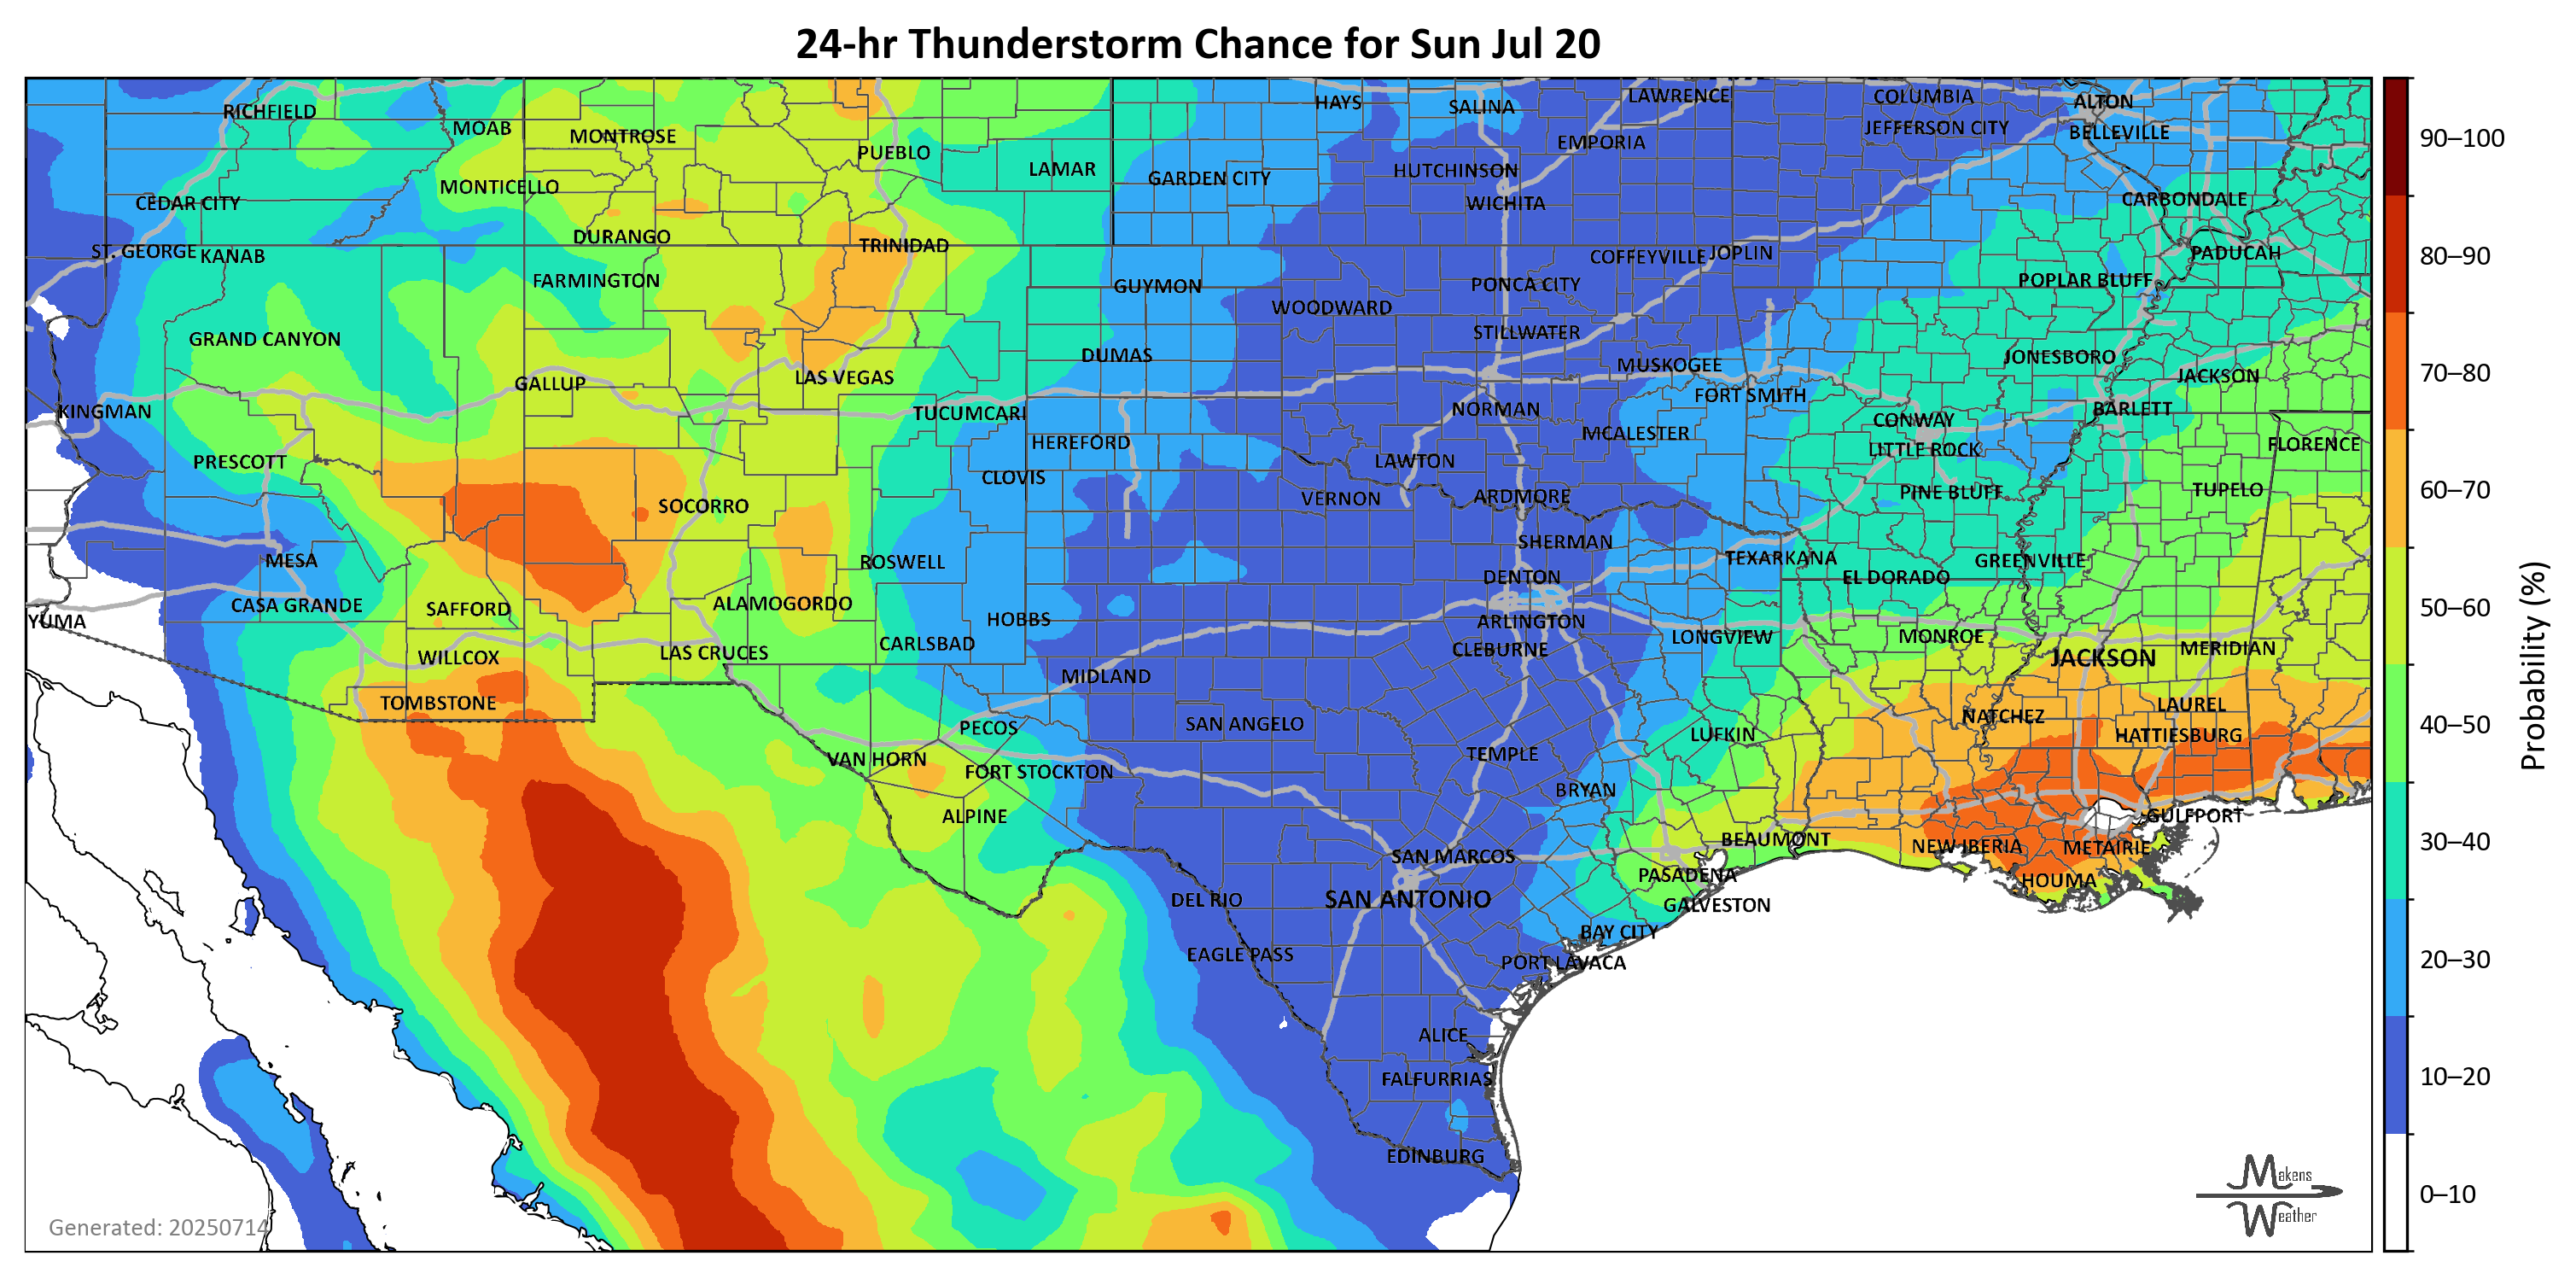 24-hr Thunderstorm Chance for Sun Jul 20
HAYS
SALINA
LAWRENCE
COLUMBIA
ALTON
RICHFIELD
MOAB
MONTROSE
PUEBLO
EMPORIA
JEFFERSON CITY
BELLEVILLE
90–100
LAMAR
GARDEN CITY
HUTCHINSON
MONTICELLO
CEDAR CITY
WICHITA
CARBONDALE
DURANGO
TRINIDAD
ST. GEORGE
KANAB
COFFEYVILLE
JOPLIN
PADUCAH
80–90
FARMINGTON
GUYMON
PONCA CITY
POPLAR BLUFF
WOODWARD
GRAND CANYON
STILLWATER
DUMAS
MUSKOGEE
JONESBORO
GALLUP
LAS VEGAS
JACKSON
70–80
KINGMAN
TUCUMCARI
NORMAN
FORT SMITH
BARLETT
CONWAY
HEREFORD
MCALESTER
LITTLE ROCK
FLORENCE
PRESCOTT
CLOVIS
LAWTON
SOCORRO
VERNON
ARDMORE
PINE BLUFF
TUPELO
60–70
MESA
ROSWELL
SHERMAN
TEXARKANA
GREENVILLE
CASA GRANDE
SAFFORD
ALAMOGORDO
DENTON
EL DORADO
50–60
YUMA
HOBBS
ARLINGTON
WILLCOX
LAS CRUCES
CARLSBAD
CLEBURNE
LONGVIEW
MONROE
JACKSON
MERIDIAN
TOMBSTONE
MIDLAND
PECOS
SAN ANGELO
LUFKIN
NATCHEZ
LAUREL
HATTIESBURG
40–50
VAN HORN
FORT STOCKTON
TEMPLE
BRYAN
ALPINE
BEAUMONT
NEW IBERIA
METAIRIE
GULFPORT
30–40
SAN MARCOS
PASADENA
HOUMA
DEL RIO
SAN ANTONIO
GALVESTON
BAY CITY
EAGLE PASS
PORT LAVACA
20–30
ALICE
FALFURRIAS
10–20
EDINBURG
Makens
Weather
0–10
Generated: 20250714
Probability (%)